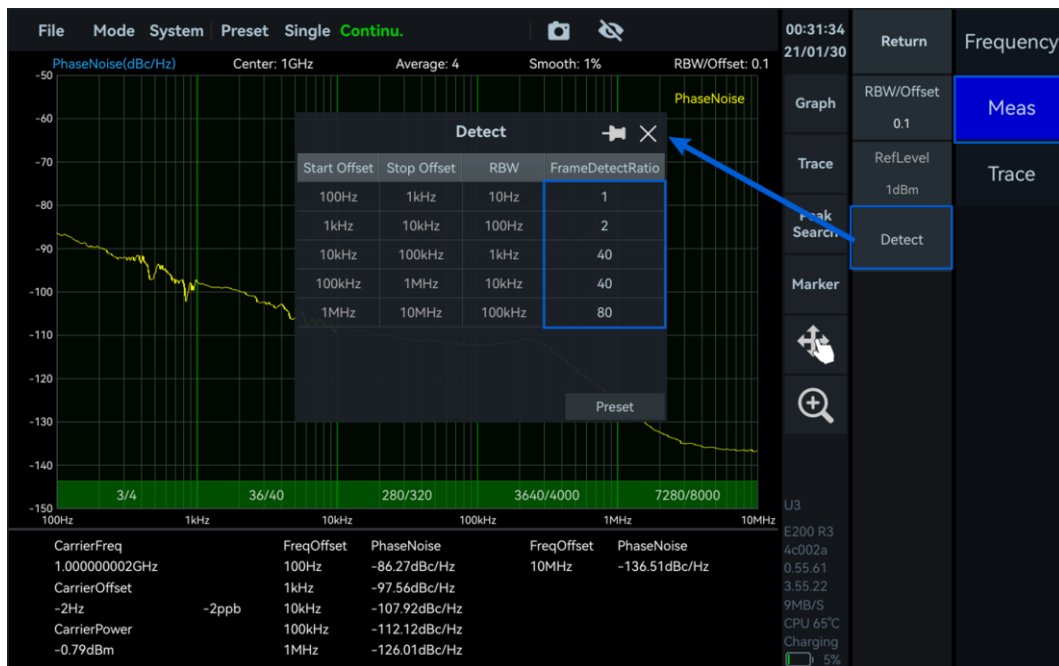 File Mode System Preset Single Continu.
PhaseNoise(dBc/Hz) Center: 1GHz Average: 4 Smooth: 1% RBW/Offset: 0.1
PhaseNoise
-50
-60
-70
-80
-90
-100
-110
-120
-130
-140
-150
Detect
Start Offset Stop Offset RBW FrameDetectRatio
100Hz 1kHz 10Hz 1
1kHz 10kHz 100Hz 2
10kHz 100kHz 1kHz 40
100kHz 1MHz 10kHz 40
1MHz 10MHz 100kHz 80
Preset
3/4 36/40 280/320 3640/4000 7280/8000
100Hz 1kHz 10kHz 100kHz 1MHz 10MHz
CarrierFreq FreqOffset PhaseNoise FreqOffset PhaseNoise
1.000000002GHz 100Hz -86.27dBc/Hz 10MHz -136.51dBc/Hz
CarrierOffset 1kHz -97.56dBc/Hz
-2Hz -2ppb 10kHz -107.92dBc/Hz
CarrierPower 100kHz -112.12dBc/Hz
-0.79dBm 1MHz -126.01dBc/Hz
00:31:34
21/01/30
Graph
Trace
Peak
Search
Marker
U3
E200 R3
4c002a
0.55.61
3.55.22
9MB/S
CPU 65℃
Charging
5%
Return
RBW/Offset
0.1
RefLevel
1dBm
Detect
Frequency
Meas
Trace